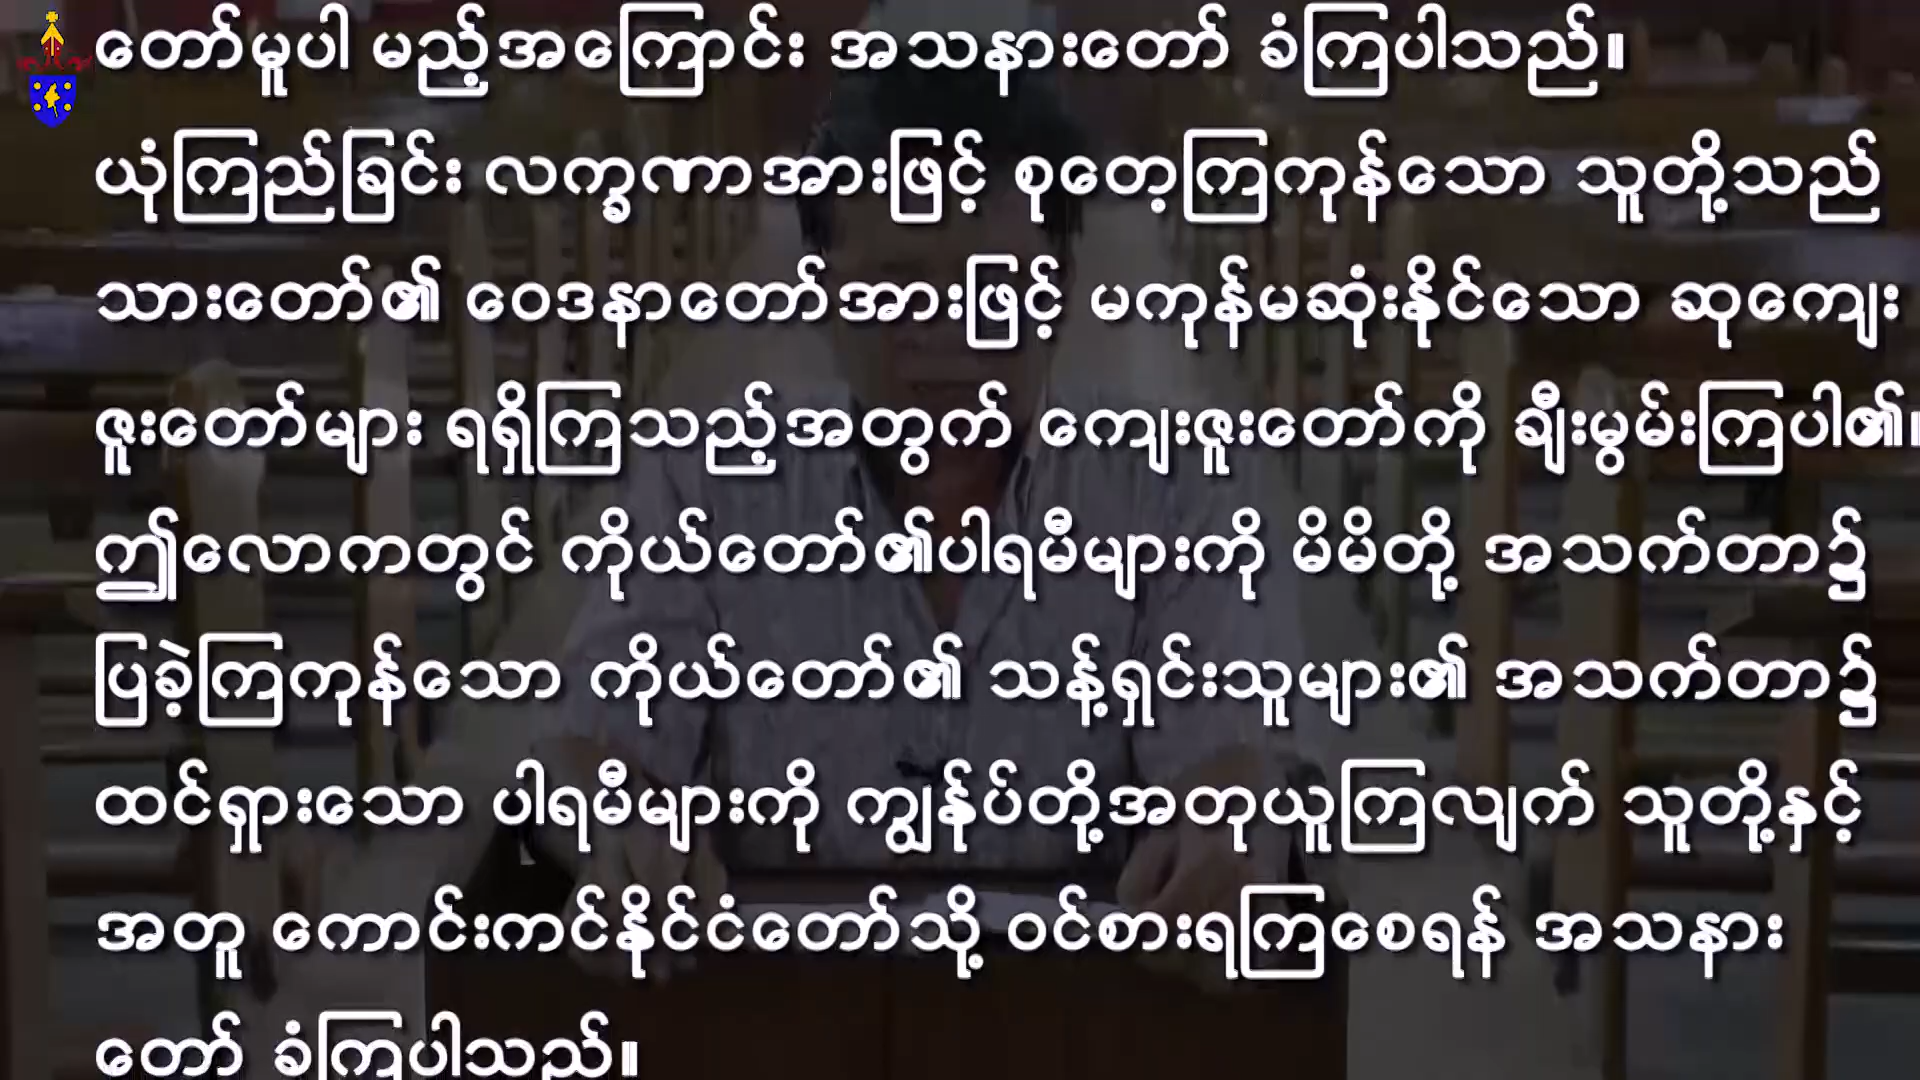 တော်မူပါ မည့်အကြောင်း အသနားတော် ခံကြပါသည်။
ယုံကြည်ခြင်း လက္ခဏာအားဖြင့် စုတေ့ကြကုန်သော သူတို့သည်
သားတော်၏ ဝေဒနာတော်အားဖြင့် မကုန်မဆုံးနိုင်သော ဆုကျေး
ဇူးတော်များ ရရှိကြသည့်အတွက် ကျေးဇူးတော်ကို ချီးမွမ်းကြပါ၏။
ဤလောကတွင် ကိုယ်တော်၏ပါရမီများကို မိမိတို့ အသက်တာ၌
ပြခဲ့ကြကုန်သော ကိုယ်တော်၏ သန့်ရှင်းသူများ၏ အသက်တာ၌
ထင်ရှားသော ပါရမီများကို ကျွန်ုပ်တို့အတုယူကြလျက် သူတို့နှင့်
အတူ ကောင်းကင်နိုင်ငံတော်သို့ ဝင်စားရကြစေရန် အသနား
တော် ခံကြပါသည်။